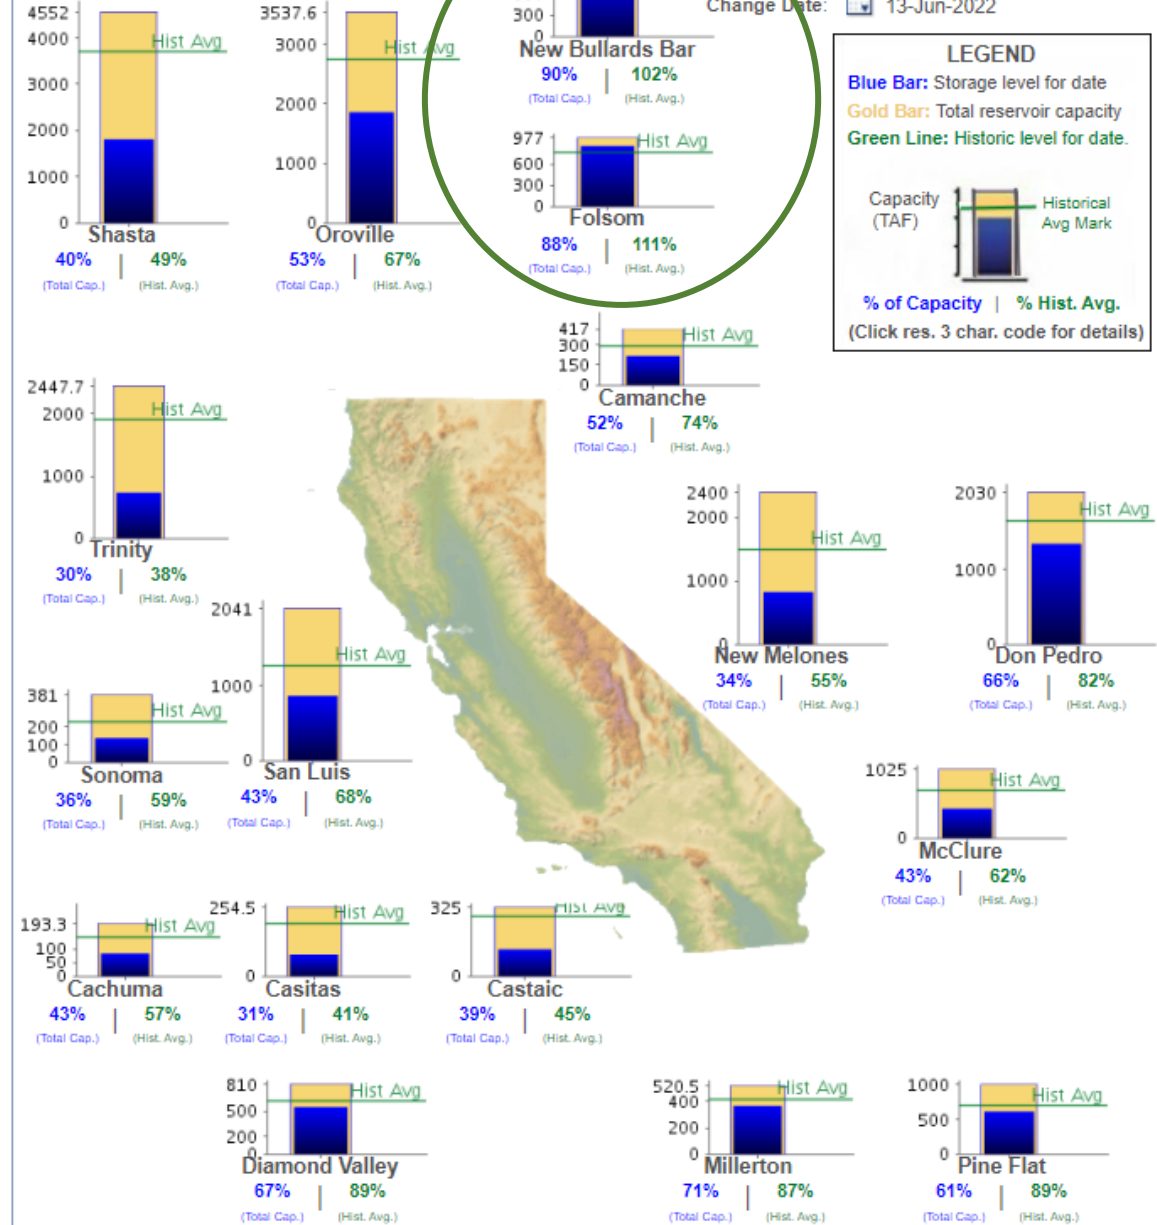 Change Date: 13-Jun-2022
4552
4000
3000
2000
1000
0
Hist Avg
Shasta
40% | 49%
(Total Cap.) (Hist. Avg.)
3537.6
3000
2000
1000
0
Hist Avg
Oroville
53% | 67%
(Total Cap.) (Hist. Avg.)
300
0
New Bullards Bar
90% | 102%
(Total Cap.) (Hist. Avg.)
977
600
300
0
Hist Avg
Folsom
88% | 111%
(Total Cap.) (Hist. Avg.)
LEGEND
Blue Bar: Storage level for date
Gold Bar: Total reservoir capacity
Green Line: Historic level for date.
Capacity
(TAF)
Historical
Avg Mark
% of Capacity | % Hist. Avg.
(Click res. 3 char. code for details)
417
300
150
0
Hist Avg
Camanche
52% | 74%
(Total Cap.) (Hist. Avg.)
2447.7
2000
1000
0
Hist Avg
Trinity
30% | 38%
(Total Cap.) (Hist. Avg.)
2400
2000
1000
0
Hist Avg
New Melones
34% | 55%
(Total Cap.) (Hist. Avg.)
2030
1000
0
Hist Avg
Don Pedro
66% | 82%
(Total Cap.) (Hist. Avg.)
381
200
100
0
Hist Avg
Sonoma
36% | 59%
(Total Cap.) (Hist. Avg.)
2041
1000
0
Hist Avg
San Luis
43% | 68%
(Total Cap.) (Hist. Avg.)
1025
0
Hist Avg
McClure
43% | 62%
(Total Cap.) (Hist. Avg.)
193.3
100
50
0
Hist Avg
Cachuma
43% | 57%
(Total Cap.) (Hist. Avg.)
254.5
0
Hist Avg
Casitas
31% | 41%
(Total Cap.) (Hist. Avg.)
325
0
Hist Avg
Castaic
39% | 45%
(Total Cap.) (Hist. Avg.)
810
500
200
0
Hist Avg
Diamond Valley
67% | 89%
(Total Cap.) (Hist. Avg.)
520.5
400
200
0
Hist Avg
Millerton
71% | 87%
(Total Cap.) (Hist. Avg.)
1000
500
0
Hist Avg
Pine Flat
61% | 89%
(Total Cap.) (Hist. Avg.)